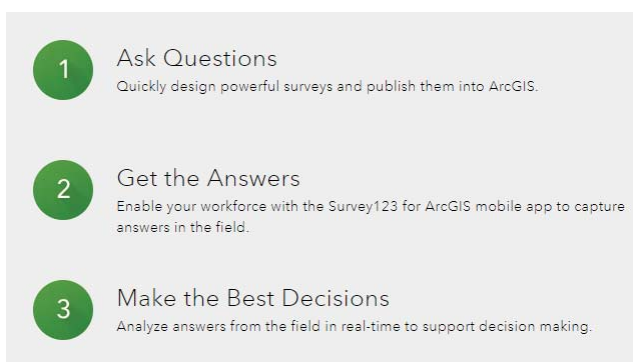 1
Ask Questions
Quickly design powerful surveys and publish them into ArcGIS.
2
Get the Answers
Enable your workforce with the Survey123 for ArcGIS mobile app to capture
answers in the field.
3
Make the Best Decisions
Analyze answers from the field in real-time to support decision making.